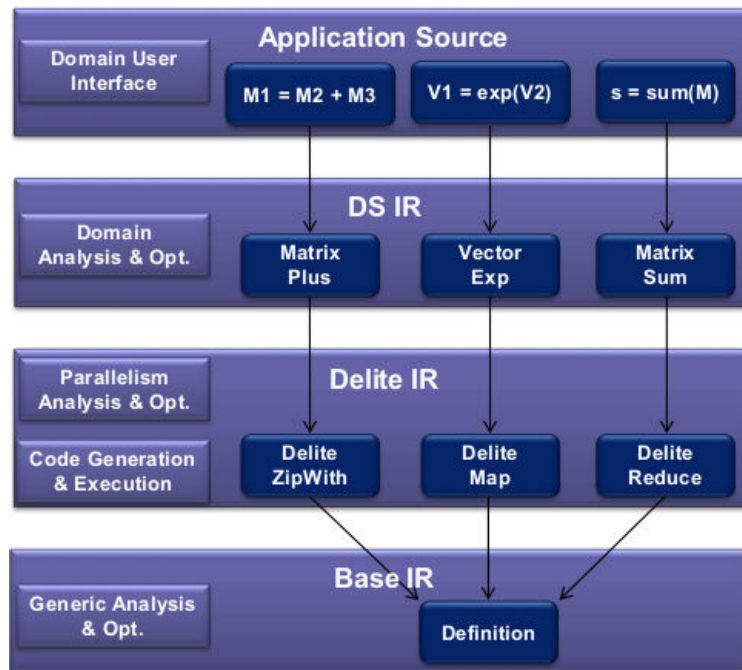 Application Source
Domain User
Interface
M1 = M2 + M3
V1 = exp(V2)
s = sum(M)
DS IR
Domain
Analysis & Opt.
Matrix
Plus
Vector
Exp
Matrix
Sum
Delite IR
Parallelism
Analysis & Opt.
Code Generation
& Execution
Delite
ZipWith
Delite
Map
Delite
Reduce
Base IR
Generic Analysis
& Opt.
Definition